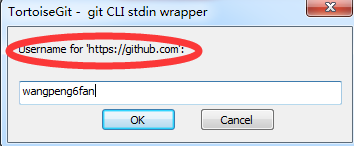 TortoiseGit - git CLI stdin wrapper
Username for 'https://github.com':
wangpeng6fan
OK Cancel